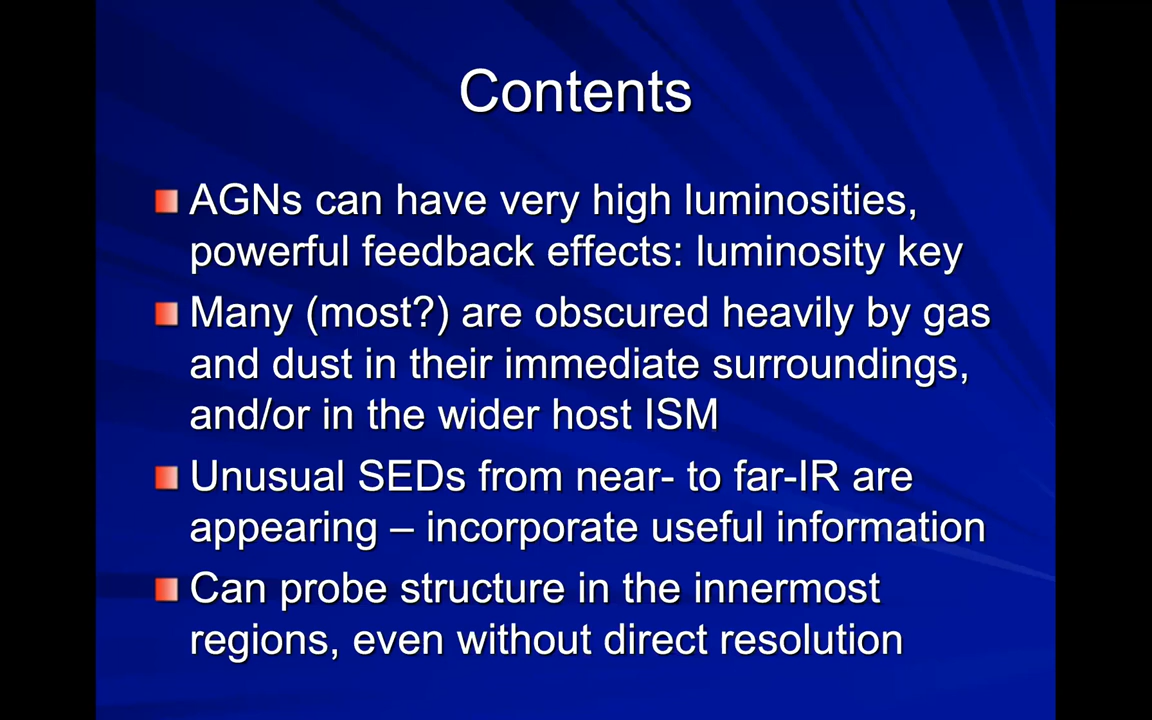 Contents
AGNs can have very high luminosities,
powerful feedback effects: luminosity key
Many (most?) are obscured heavily by gas
and dust in their immediate surroundings,
and/or in the wider host ISM
Unusual SEDs from near- to far-IR are
appearing – incorporate useful information
Can probe structure in the innermost
regions, even without direct resolution